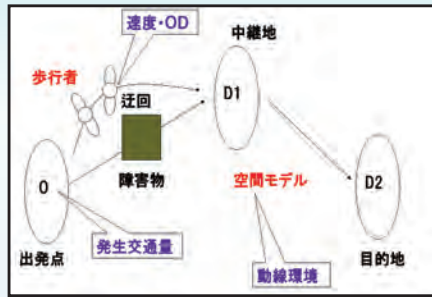 速度・OD
中継地
歩行者
迂回
D1
障害物
空間モデル
O
D2
発生交通量
出発点
動線環境
目的地